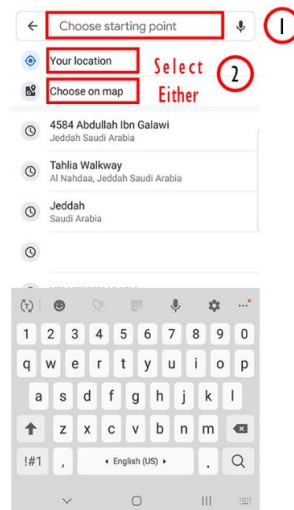 Choose starting point
1
Your location
Select
2
Choose on map
Either
4584 Abdullah Ibn Galawi
Jeddah Saudi Arabia
Tahlia Walkway
Al Nahdaa, Jeddah Saudi Arabia
Jeddah
Saudi Arabia
1 2 3 4 5 6 7 8 9 0
q w e r t y u i o p
a s d f g h j k l
z x c v b n m
!#1 , English (US) .